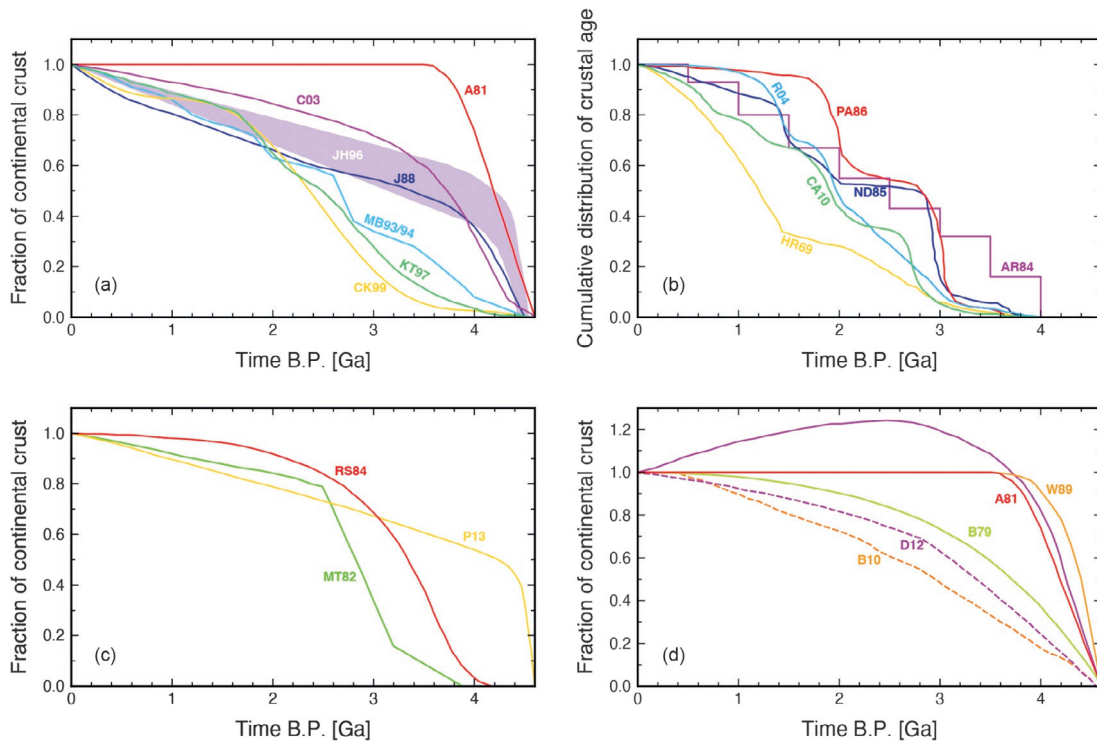 Fraction of continental crust
1.0
0.8
0.6
0.4
0.2
0.0
A81
C03
JH96
J88
MB93/94
KT97
CK99
(a)
0 1 2 3 4
Time B.P. [Ga]
Cumulative distribution of crustal age
1.0
0.8
0.6
0.4
0.2
0.0
R04
PA86
ND85
CA10
HR69
AR84
(b)
0 1 2 3 4
Time B.P. [Ga]
Fraction of continental crust
1.0
0.8
0.6
0.4
0.2
0.0
RS84
P13
MT82
(c)
0 1 2 3 4
Time B.P. [Ga]
Fraction of continental crust
1.2
1.0
0.8
0.6
0.4
0.2
0.0
W89
A81
B79
D12
B10
(d)
0 1 2 3 4
Time B.P. [Ga]